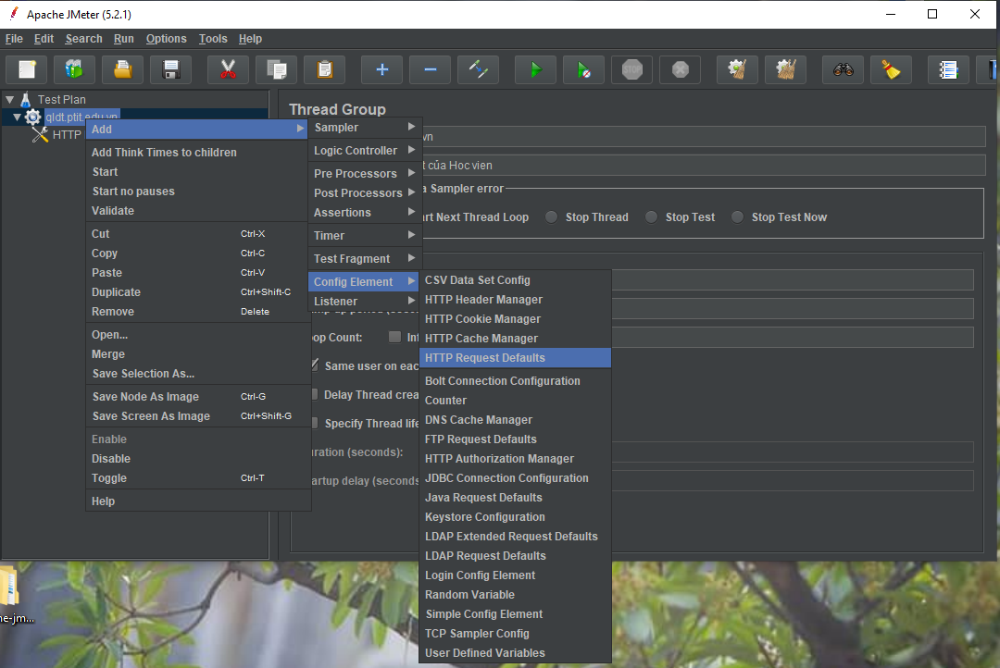 Apache JMeter (5.2.1)
File Edit Search Run Options Tools Help
STOP
Test Plan
qldt.ptit.edu.vn
HTTP
Thread Group
vn
t của Hoc vien
a Sampler error
art Next Thread Loop Stop Thread Stop Test Stop Test Now
Add
Add Think Times to children
Start
Start no pauses
Validate
Cut Ctrl-X
Copy Ctrl-C
Paste Ctrl-V
Duplicate Ctrl+Shift-C
Remove Delete
Open...
Merge
Save Selection As...
Save Node As Image Ctrl-G
Save Screen As Image Ctrl+Shift-G
Enable
Disable
Toggle Ctrl-T
Help
Sampler
Logic Controller
Pre Processors
Post Processors
Assertions
Timer
Test Fragment
Config Element
Listener
op Count: Inf
Same user on eac
Delay Thread crea
Specify Thread life
uration (seconds):
artup delay (seconds
CSV Data Set Config
HTTP Header Manager
HTTP Cookie Manager
HTTP Cache Manager
HTTP Request Defaults
Bolt Connection Configuration
Counter
DNS Cache Manager
FTP Request Defaults
HTTP Authorization Manager
JDBC Connection Configuration
Java Request Defaults
Keystore Configuration
LDAP Extended Request Defaults
LDAP Request Defaults
Login Config Element
Random Variable
Simple Config Element
TCP Sampler Config
User Defined Variables
he-jm...